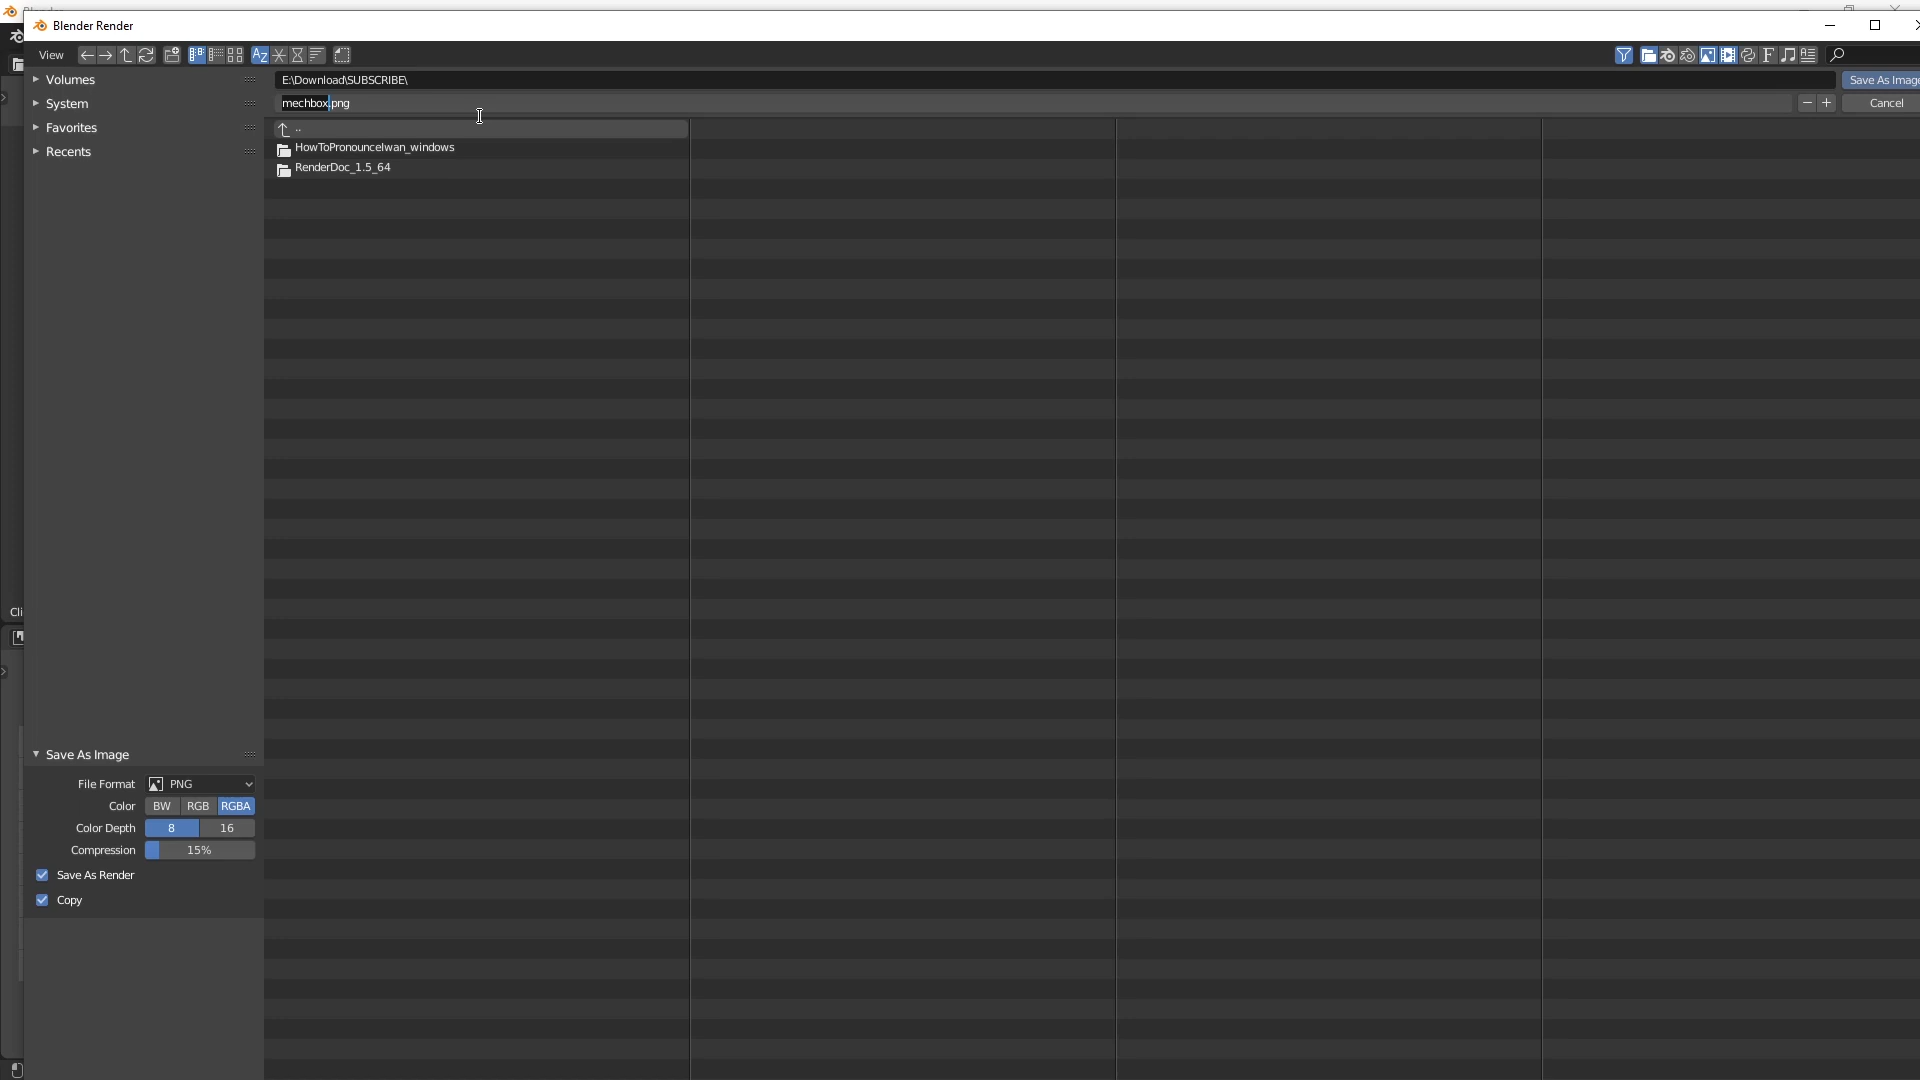 Blender
Blender Render
View
Volumes
System
Favorites
Recents
E:\Download\SUBSCRIBE\
Save As Image
mechbox.png
Cancel
..
HowToPronounceIwan_windows
RenderDoc_1.5_64
Cli
Save As Image
File Format PNG
Color BW RGB RGBA
Color Depth 8 16
Compression 15%
Save As Render
Copy